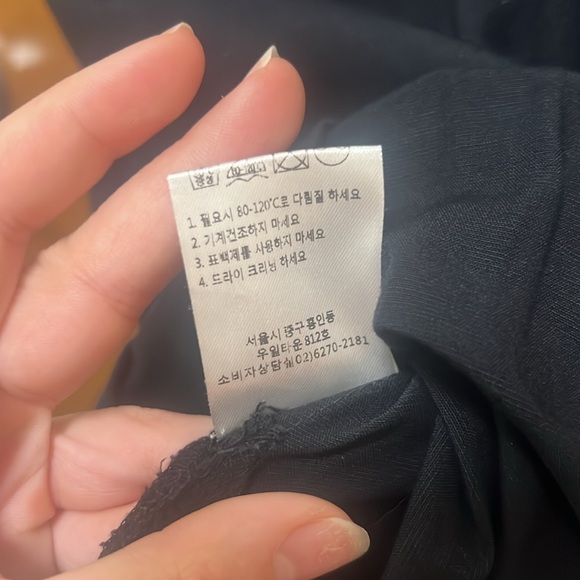 1. 필요시 80-120℃로 다림질 하세요
2. 기계건조하지 마세요
3. 표백제를 사용하지 마세요
4. 드라이 크리닝 하세요
서울시 중구흥인동
우일타운 812호
소비자상담실 02)6270-2181